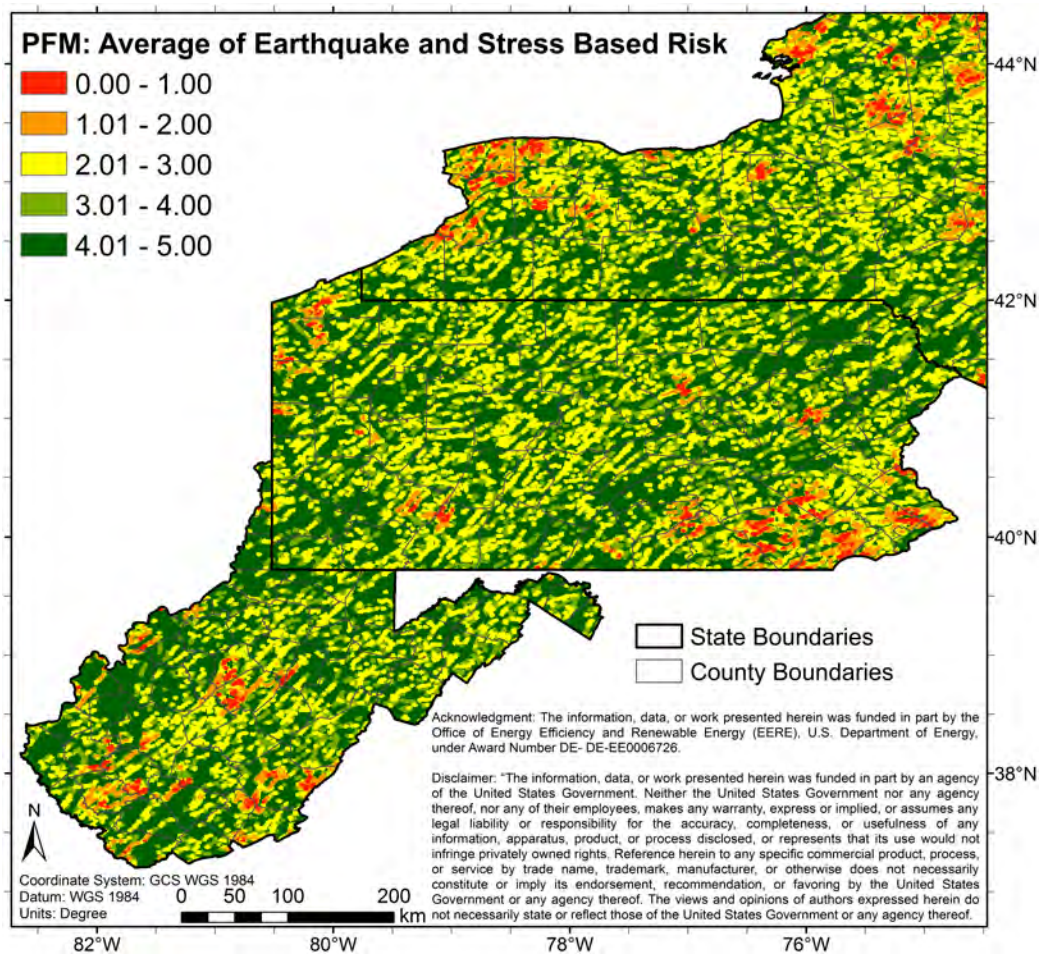 PFM: Average of Earthquake and Stress Based Risk
0.00 - 1.00
1.01 - 2.00
2.01 - 3.00
3.01 - 4.00
4.01 - 5.00
44°N
42°N
40°N
38°N
State Boundaries
County Boundaries
Acknowledgment: The information, data, or work presented herein was funded in part by the
Office of Energy Efficiency and Renewable Energy (EERE), U.S. Department of Energy,
under Award Number DE- DE-EE0006726.
Disclaimer: "The information, data, or work presented herein was funded in part by an agency
of the United States Government. Neither the United States Government nor any agency
thereof, nor any of their employees, makes any warranty, express or implied, or assumes any
legal liability or responsibility for the accuracy, completeness, or usefulness of any
information, apparatus, product, or process disclosed, or represents that its use would not
infringe privately owned rights. Reference herein to any specific commercial product, process,
or service by trade name, trademark, manufacturer, or otherwise does not necessarily
constitute or imply its endorsement, recommendation, or favoring by the United States
Government or any agency thereof. The views and opinions of authors expressed herein do
not necessarily state or reflect those of the United States Government or any agency thereof.
N
Coordinate System: GCS WGS 1984
Datum: WGS 1984
Units: Degree
0 50 100 200
km
82°W 80°W 78°W 76°W